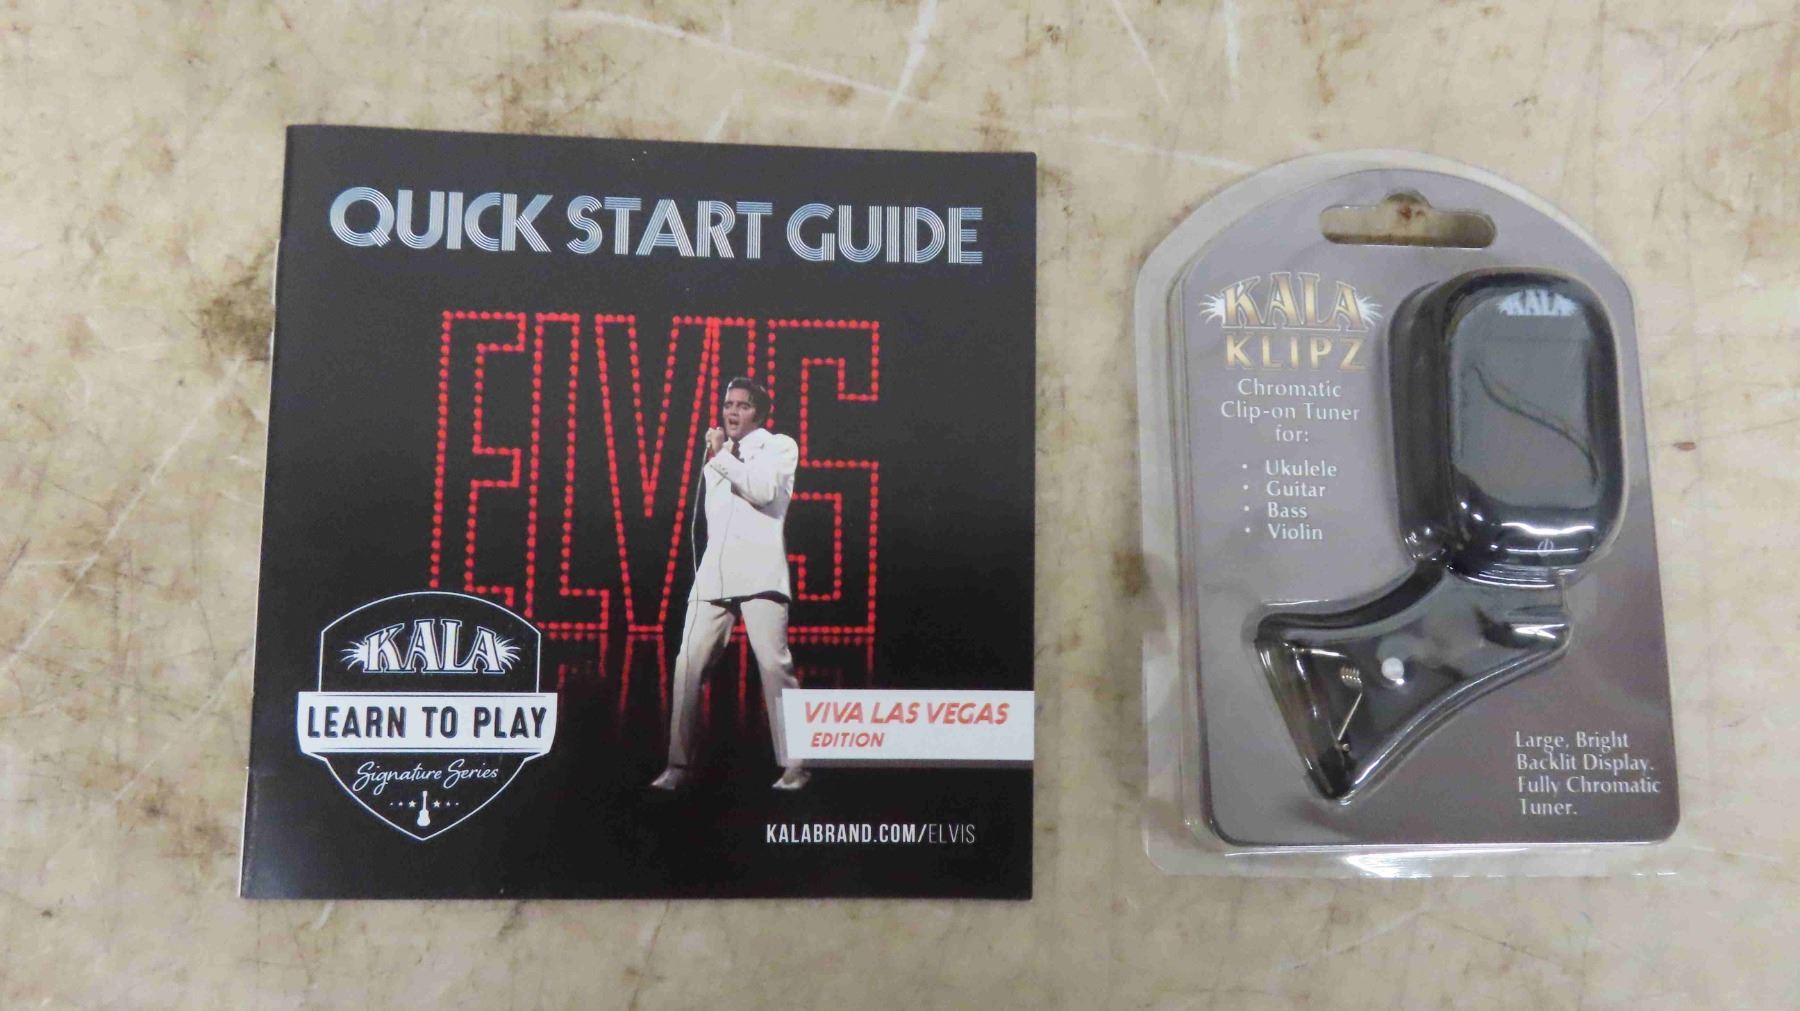 QUICK START GUIDE
ELVIS
KALA
LEARN TO PLAY
Signature Series
VIVA LAS VEGAS
EDITION
KALABRAND.COM/ELVIS
KALA
KLIPZ
Chromatic
Clip-on Tuner
for:
• Ukulele
• Guitar
• Bass
• Violin
KALA
Large, Bright
Backlit Display.
Fully Chromatic
Tuner.